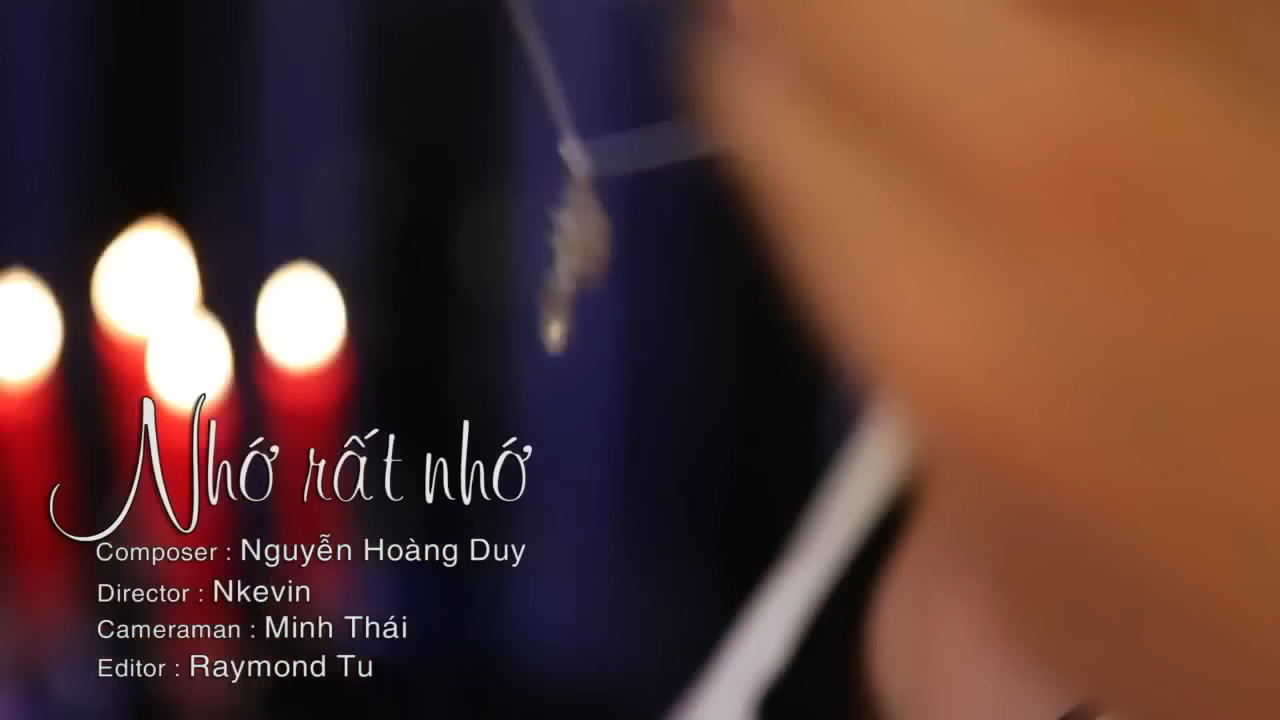 Nhớ rất nhớ
Composer : Nguyễn Hoàng Duy
Director : Nkevin
Cameraman : Minh Thái
Editor : Raymond Tu